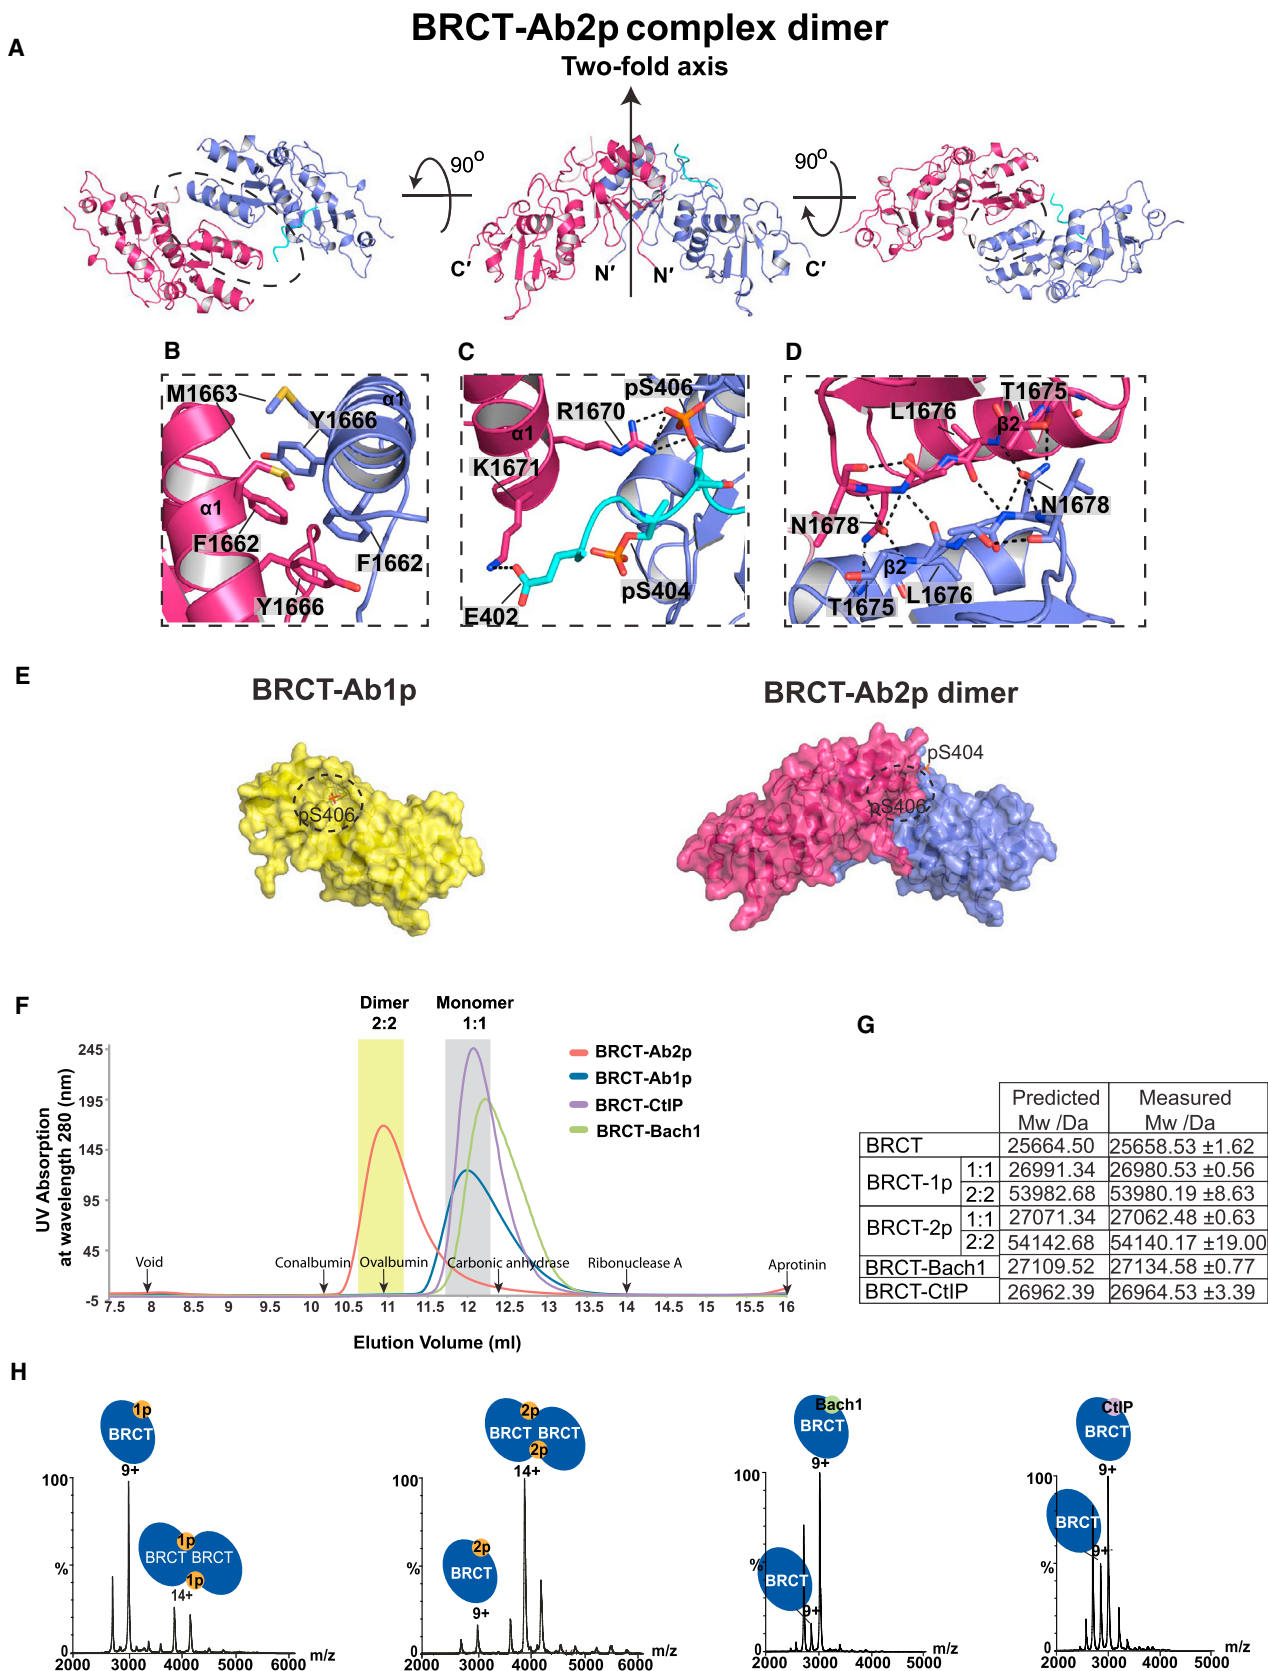 BRCT-Ab2p complex dimer
A
Two-fold axis
90o
90o
C′
N′
N′
C′
B
M1663
Y1666
α1
α1
F1662
F1662
Y1666
C
pS406
R1670
α1
K1671
pS404
E402
D
T1675
L1676
β2
N1678
N1678
β2
L1676
T1675
E
BRCT-Ab1p
pS406
BRCT-Ab2p dimer
pS404
pS406
F
Dimer
2:2
Monomer
1:1
BRCT-Ab2p
BRCT-Ab1p
BRCT-CtIP
BRCT-Bach1
UV Absorption
at wavelength 280 (nm)
245
195
145
95
45
-5
Void
Conalbumin
Ovalbumin
Carbonic anhydrase
Ribonuclease A
Aprotinin
7.5 8 8.5 9 9.5 10 10.5 11 11.5 12 12.5 13 13.5 14 15.5 16
Elution Volume (ml)
G
Predicted Mw /Da
Measured Mw /Da
BRCT 25664.50 25658.53 ±1.62
BRCT-1p 1:1 26991.34 26980.53 ±0.56
2:2 53982.68 53980.19 ±8.63
BRCT-2p 1:1 27071.34 27062.48 ±0.63
2:2 54142.68 54140.17 ±19.00
BRCT-Bach1 27109.52 27134.58 ±0.77
BRCT-CtIP 26962.39 26964.53 ±3.39
H
1p
BRCT
9+
1p
BRCT BRCT
1p
14+
100
%
0
2000 3000 4000 5000 6000 m/z
2p
BRCT BRCT
2p
14+
2p
BRCT
9+
100
%
0
2000 3000 4000 5000 6000 m/z
Bach1
BRCT
9+
BRCT
9+
100
%
0
2000 3000 4000 5000 m/z
CtIP
BRCT
9+
BRCT
9+
100
%
0
2000 3000 4000 5000 m/z